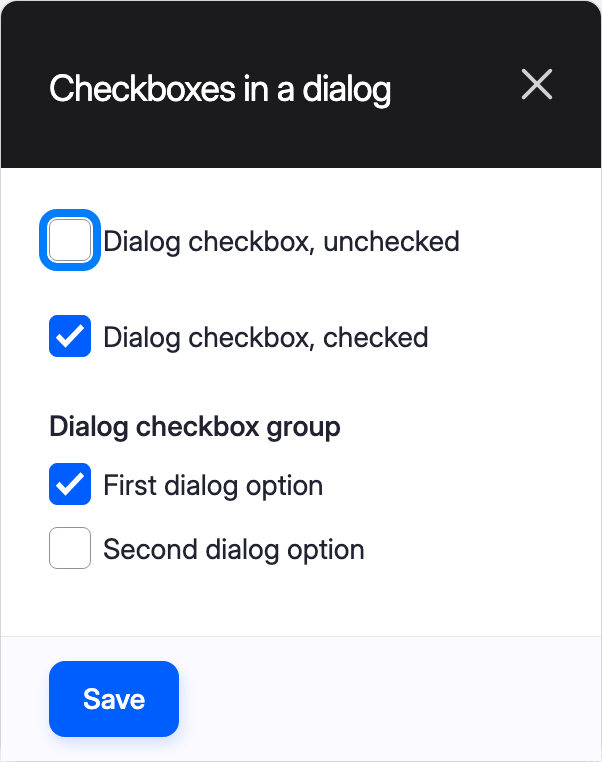 Checkboxes in a dialog
Dialog checkbox, unchecked
Dialog checkbox, checked
Dialog checkbox group
First dialog option
Second dialog option
Save